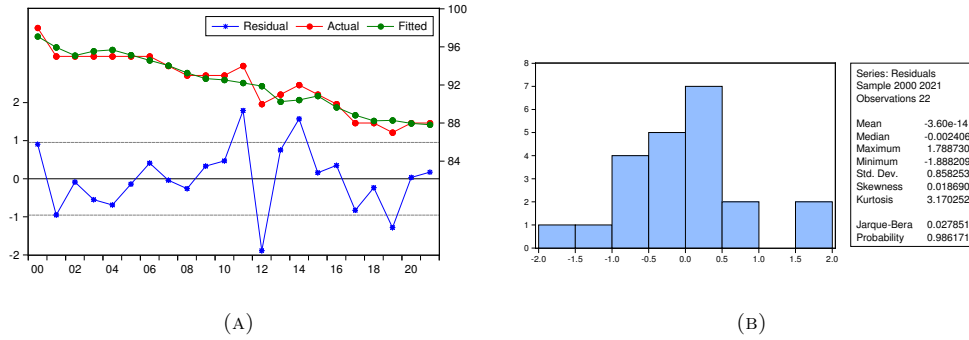 Residual Actual Fitted
100
96
92
88
84
2
1
0
-1
-2
00 02 04 06 08 10 12 14 16 18 20
(A)
8
7
6
5
4
3
2
1
0
-2.0 -1.5 -1.0 -0.5 0.0 0.5 1.0 1.5 2.0
Series: Residuals
Sample 2000 2021
Observations 22
Mean -3.60e-14
Median -0.002406
Maximum 1.788730
Minimum -1.888209
Std. Dev. 0.858253
Skewness 0.018690
Kurtosis 3.170252
Jarque-Bera 0.027851
Probability 0.986171
(B)